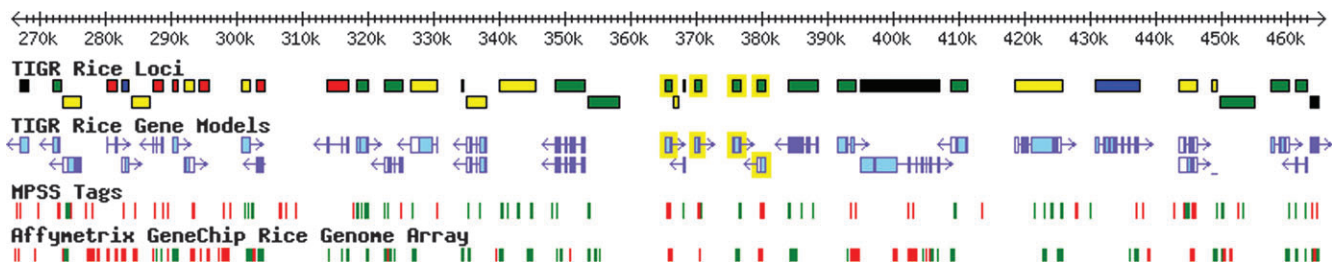 270k 280k 290k 300k 310k 320k 330k 340k 350k 360k 370k 380k 390k 400k 410k 420k 430k 440k 450k 460k
TIGR Rice Loci
TIGR Rice Gene Models
MPSS Tags
Affymetrix GeneChip Rice Genome Array